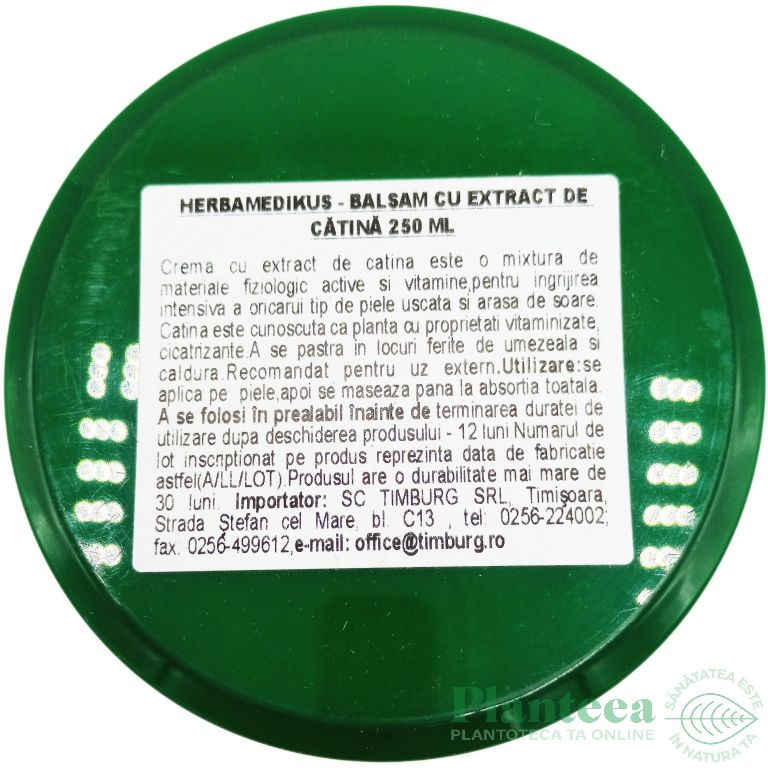 HERBAMEDIKUS - BALSAM CU EXTRACT DE
CĂTINĂ 250 ML
Crema cu extract de catina este o mixtura de
materiale fiziologic active si vitamine,pentru ingrijirea
intensiva a oricarui tip de piele uscata si arasa de soare.
Catina este cunoscuta ca planta cu proprietati vitaminizate,
cicatrizante.A se pastra in locuri ferite de umezeala si
caldura.Recomandat pentru uz extern.Utilizare:se
aplica pe piele,apoi se maseaza pana la absortia toatala.
A se folosi în prealabil înainte de terminarea duratei de
utilizare dupa deschiderea produsului - 12 luni.Numarul de
lot inscriptionat pe produs reprezinta data de fabricatie
astfel(A/LL/LOT).Produsul are o durabilitate mai mare de
30 luni. Importator: SC TIMBURG SRL, Timişoara,
Strada Ştefan cel Mare, bl. C13 , tel: 0256-224002;
fax: 0256-499612,e-mail: office@timburg.ro
Planteea
PLANTOTECA TA ONLINE
SĂNĂTATEA ESTE
ÎN NATURA TA